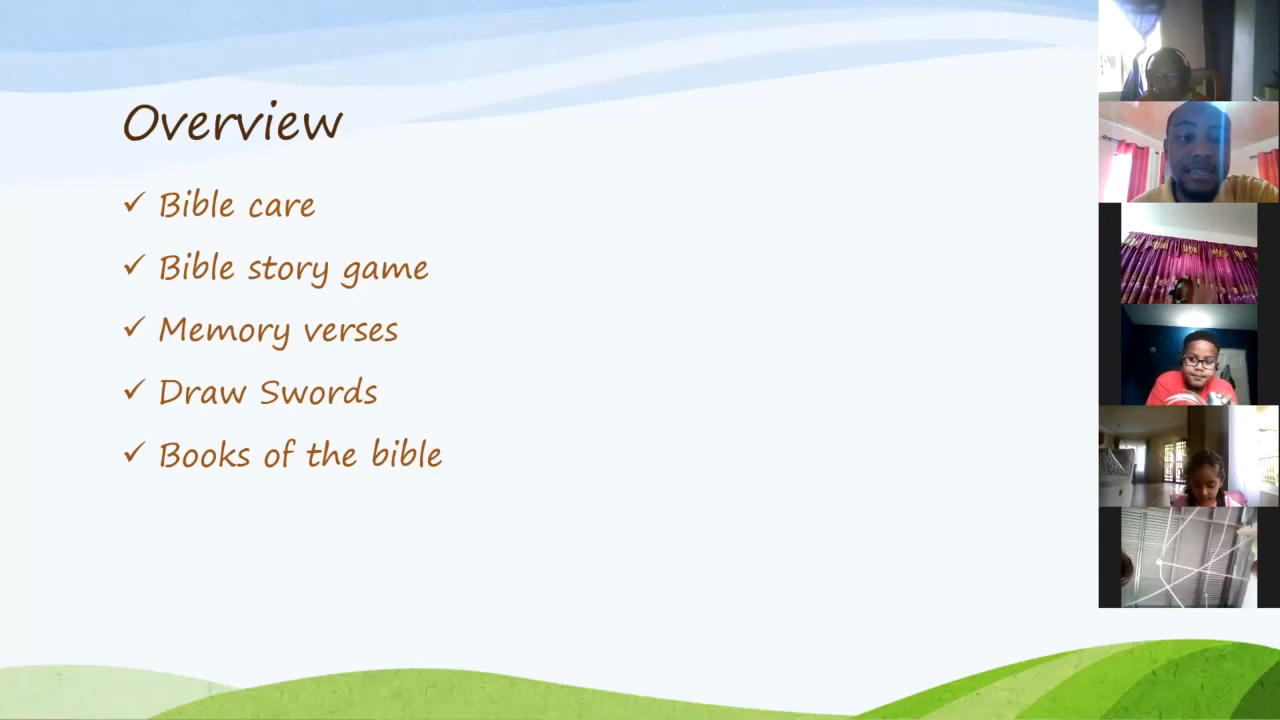 Overview
✓ Bible care
✓ Bible story game
✓ Memory verses
✓ Draw Swords
✓ Books of the bible